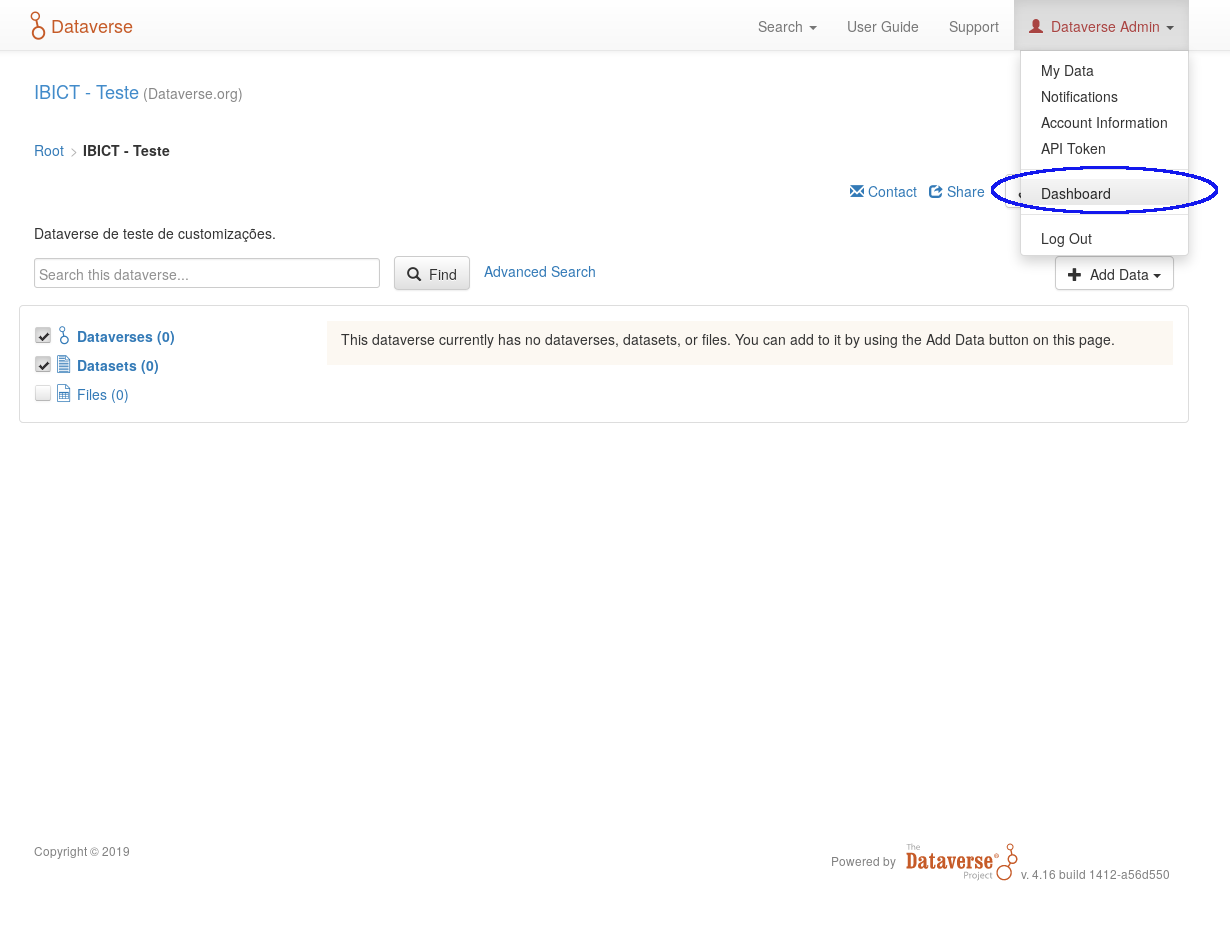 Dataverse
Search User Guide Support Dataverse Admin
My Data
Notifications
Account Information
API Token
Dashboard
Log Out
IBICT - Teste (Dataverse.org)
Root > IBICT - Teste
Contact Share
Dataverse de teste de customizações.
Search this dataverse... Find Advanced Search
Add Data
Dataverses (0)
Datasets (0)
Files (0)
This dataverse currently has no dataverses, datasets, or files. You can add to it by using the Add Data button on this page.
Copyright © 2019
Powered by The Dataverse® Project v. 4.16 build 1412-a56d550